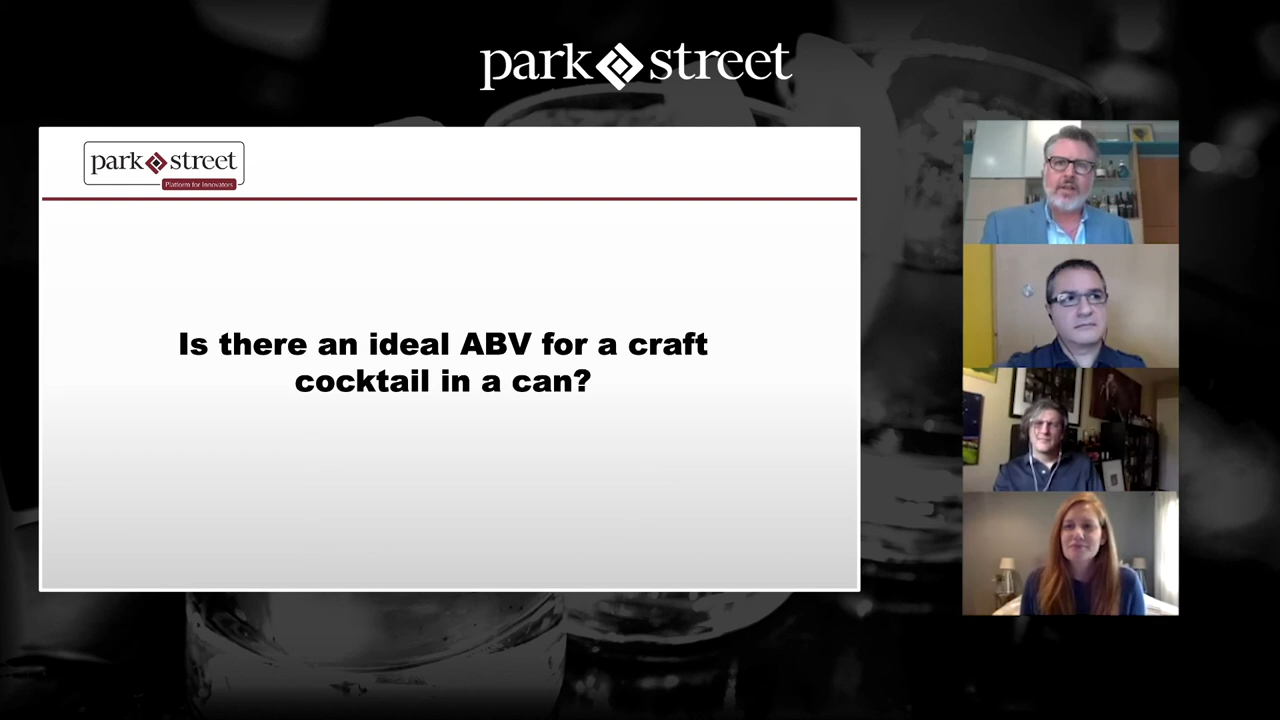 park street
park street
Platform for Innovators
Is there an ideal ABV for a craft
cocktail in a can?